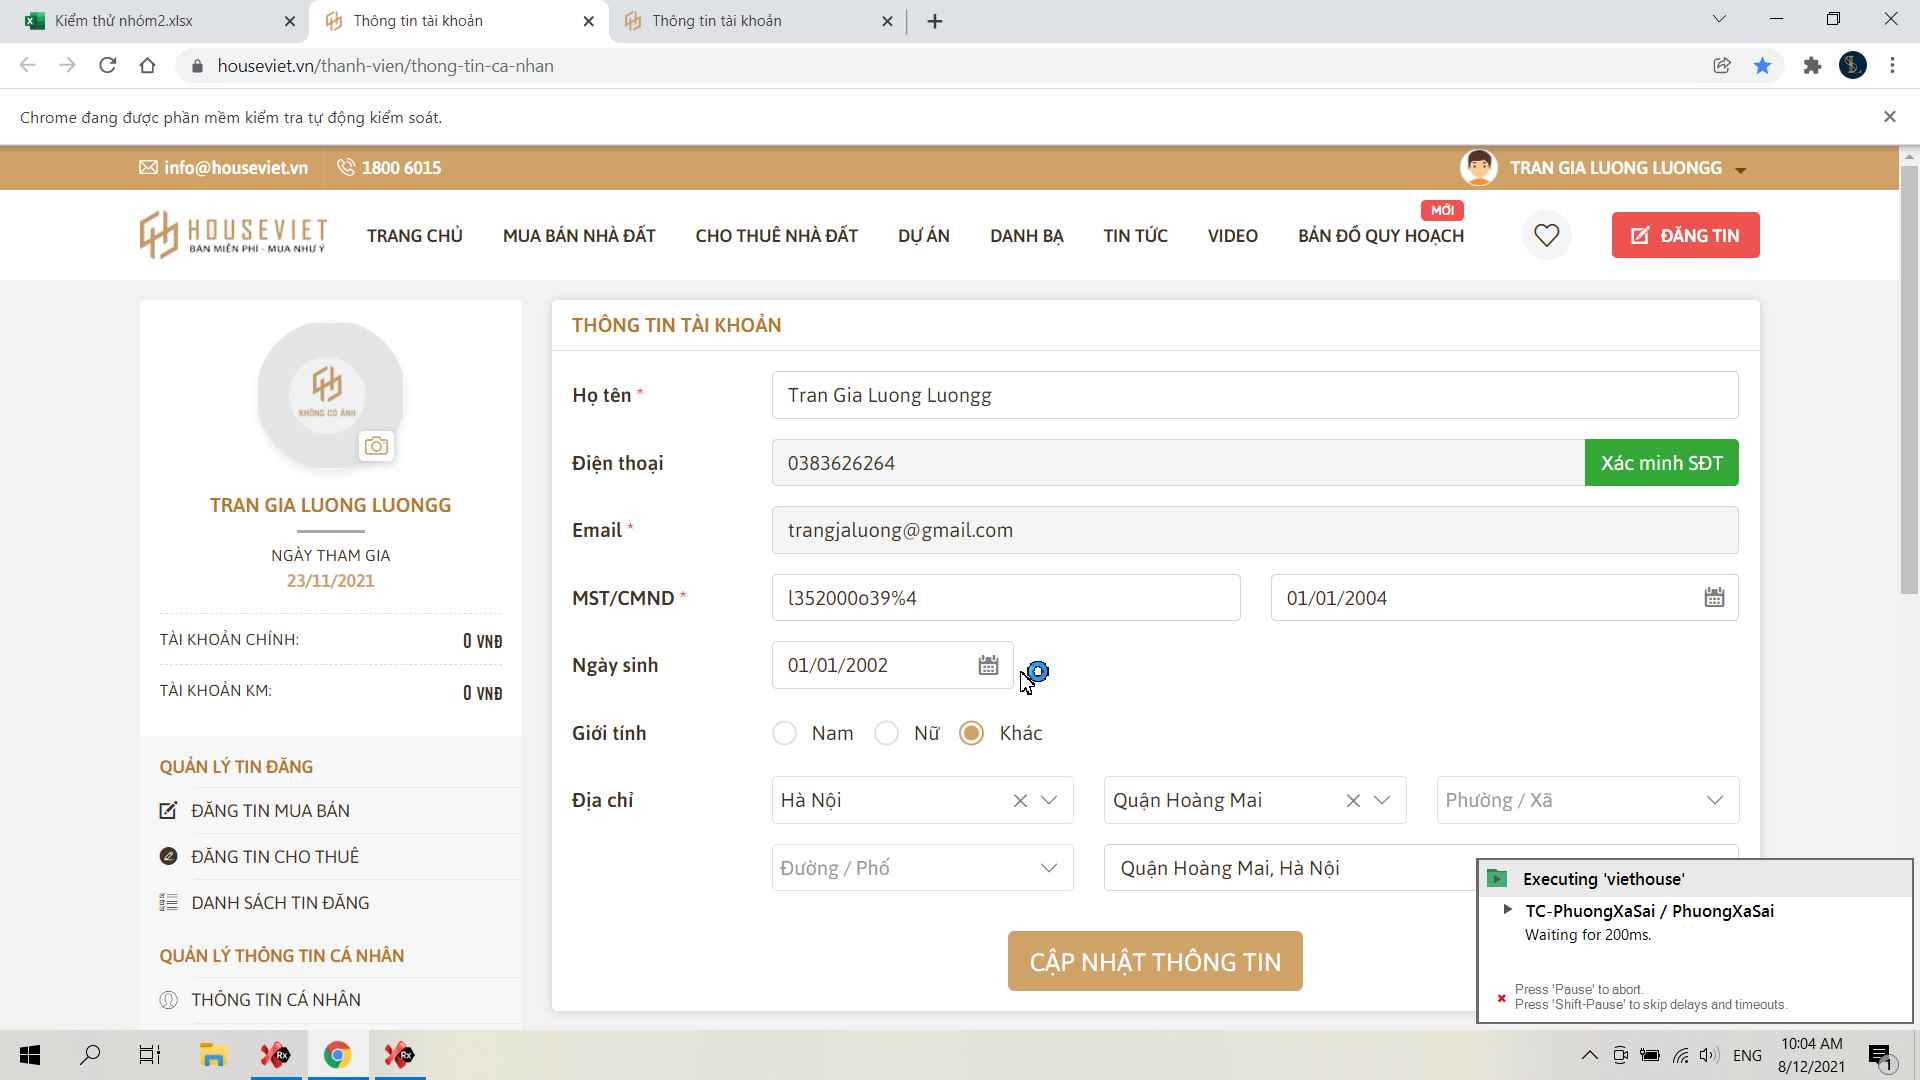 Kiểm thử nhóm2.xlsx
Thông tin tài khoản
Thông tin tài khoản
houseviet.vn/thanh-vien/thong-tin-ca-nhan
Chrome đang được phần mềm kiểm tra tự động kiểm soát.
info@houseviet.vn
1800 6015
TRAN GIA LUONG LUONGG
HOUSEVIET
BÁN MIỄN PHÍ - MUA NHƯ Ý
TRANG CHỦ
MUA BÁN NHÀ ĐẤT
CHO THUÊ NHÀ ĐẤT
DỰ ÁN
DANH BẠ
TIN TỨC
VIDEO
MỚI
BẢN ĐỒ QUY HOẠCH
ĐĂNG TIN
KHÔNG CÓ ẢNH
TRAN GIA LUONG LUONGG
NGÀY THAM GIA
23/11/2021
TÀI KHOẢN CHÍNH: 0 VNĐ
TÀI KHOẢN KM: 0 VNĐ
QUẢN LÝ TIN ĐĂNG
ĐĂNG TIN MUA BÁN
ĐĂNG TIN CHO THUÊ
DANH SÁCH TIN ĐĂNG
QUẢN LÝ THÔNG TIN CÁ NHÂN
THÔNG TIN CÁ NHÂN
THÔNG TIN TÀI KHOẢN
Họ tên * Tran Gia Luong Luongg
Điện thoại 0383626264 Xác minh SĐT
Email * trangjaluong@gmail.com
MST/CMND * l352000o39%4 01/01/2004
Ngày sinh 01/01/2002
Giới tính Nam Nữ Khác
Địa chỉ Hà Nội Quận Hoàng Mai Phường / Xã
Đường / Phố Quận Hoàng Mai, Hà Nội
CẬP NHẬT THÔNG TIN
Executing 'viethouse'
TC-PhuongXaSai / PhuongXaSai
Waiting for 200ms.
Press 'Pause' to abort.
Press 'Shift-Pause' to skip delays and timeouts.
Rx
Rx
ENG
10:04 AM
8/12/2021
1